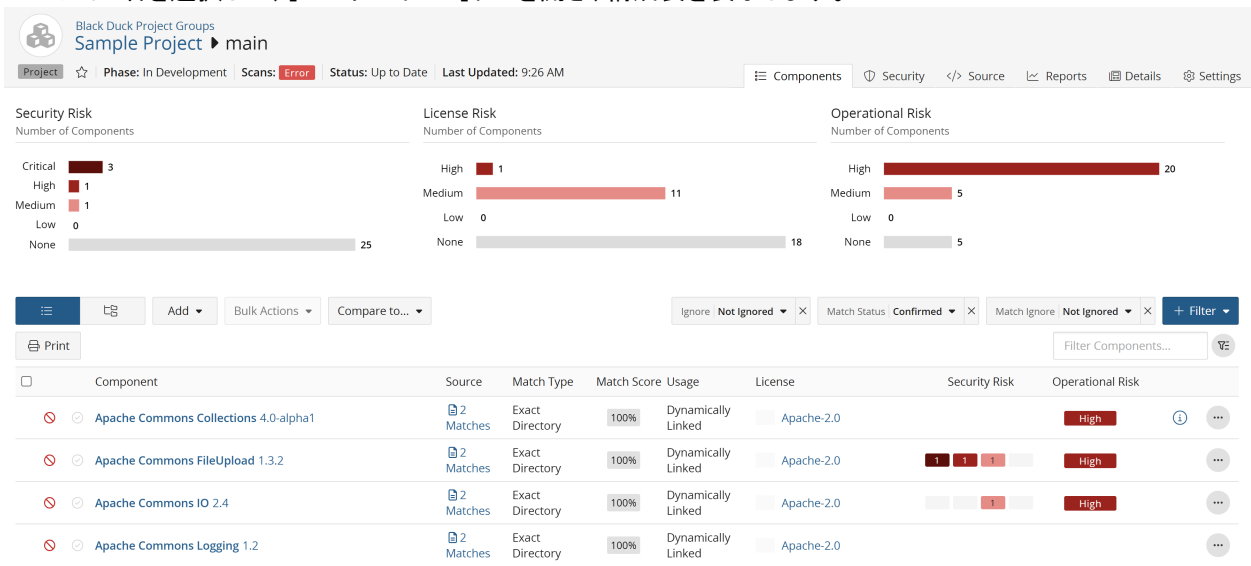 Black Duck Project Groups
Sample Project ▶ main
Project Phase: In Development Scans: Error Status: Up to Date Last Updated: 9:26 AM
Components Security Source Reports Details Settings
Security Risk
Number of Components
Critical 3
High 1
Medium 1
Low 0
None 25
License Risk
Number of Components
High 1
Medium 11
Low 0
None 18
Operational Risk
Number of Components
High 20
Medium 5
Low 0
None 5
Add Bulk Actions Compare to... Ignore Not Ignored × Match Status Confirmed × Match Ignore Not Ignored × + Filter
Print Filter Components...
Component Source Match Type Match Score Usage License Security Risk Operational Risk
Apache Commons Collections 4.0-alpha1 2 Matches Exact Directory 100% Dynamically Linked Apache-2.0 High
Apache Commons FileUpload 1.3.2 2 Matches Exact Directory 100% Dynamically Linked Apache-2.0 1 1 1 High
Apache Commons IO 2.4 2 Matches Exact Directory 100% Dynamically Linked Apache-2.0 1 High
Apache Commons Logging 1.2 2 Matches Exact Directory 100% Dynamically Linked Apache-2.0